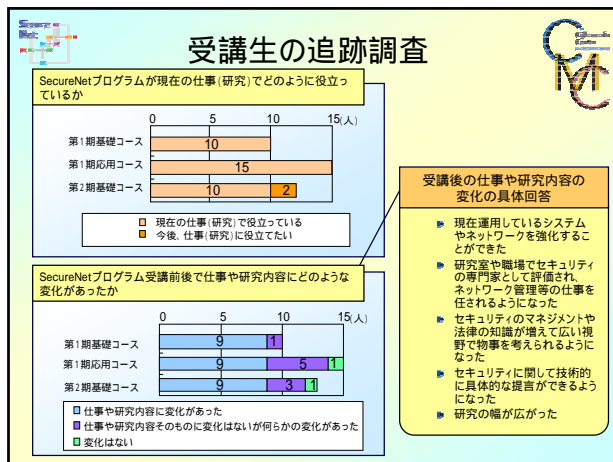 Secure
Net
受講生の追跡調査
CMC
SecureNetプログラムが現在の仕事(研究)でどのように役立っ
ているか
0 5 10 15(人)
第1期基礎コース 10
第1期応用コース 15
第2期基礎コース 10 2
現在の仕事(研究)で役立っている
今後、仕事(研究)に役立てたい
SecureNetプログラム受講前後で仕事や研究内容にどのような
変化があったか
0 5 10 15(人)
第1期基礎コース 9 1
第1期応用コース 9 5 1
第2期基礎コース 9 3 1
仕事や研究内容に変化があった
仕事や研究内容そのものに変化はないが何らかの変化があった
変化はない
受講後の仕事や研究内容の
変化の具体回答
現在運用しているシステム
やネットワークを強化するこ
とができた
研究室や職場でセキュリティ
の専門家として評価され、
ネットワーク管理等の仕事を
任されるようになった
セキュリティのマネジメントや
法律の知識が増えて広い視
野で物事を考えられるように
なった
セキュリティに関して技術的
に具体的な提言ができるよう
になった
研究の幅が広がった